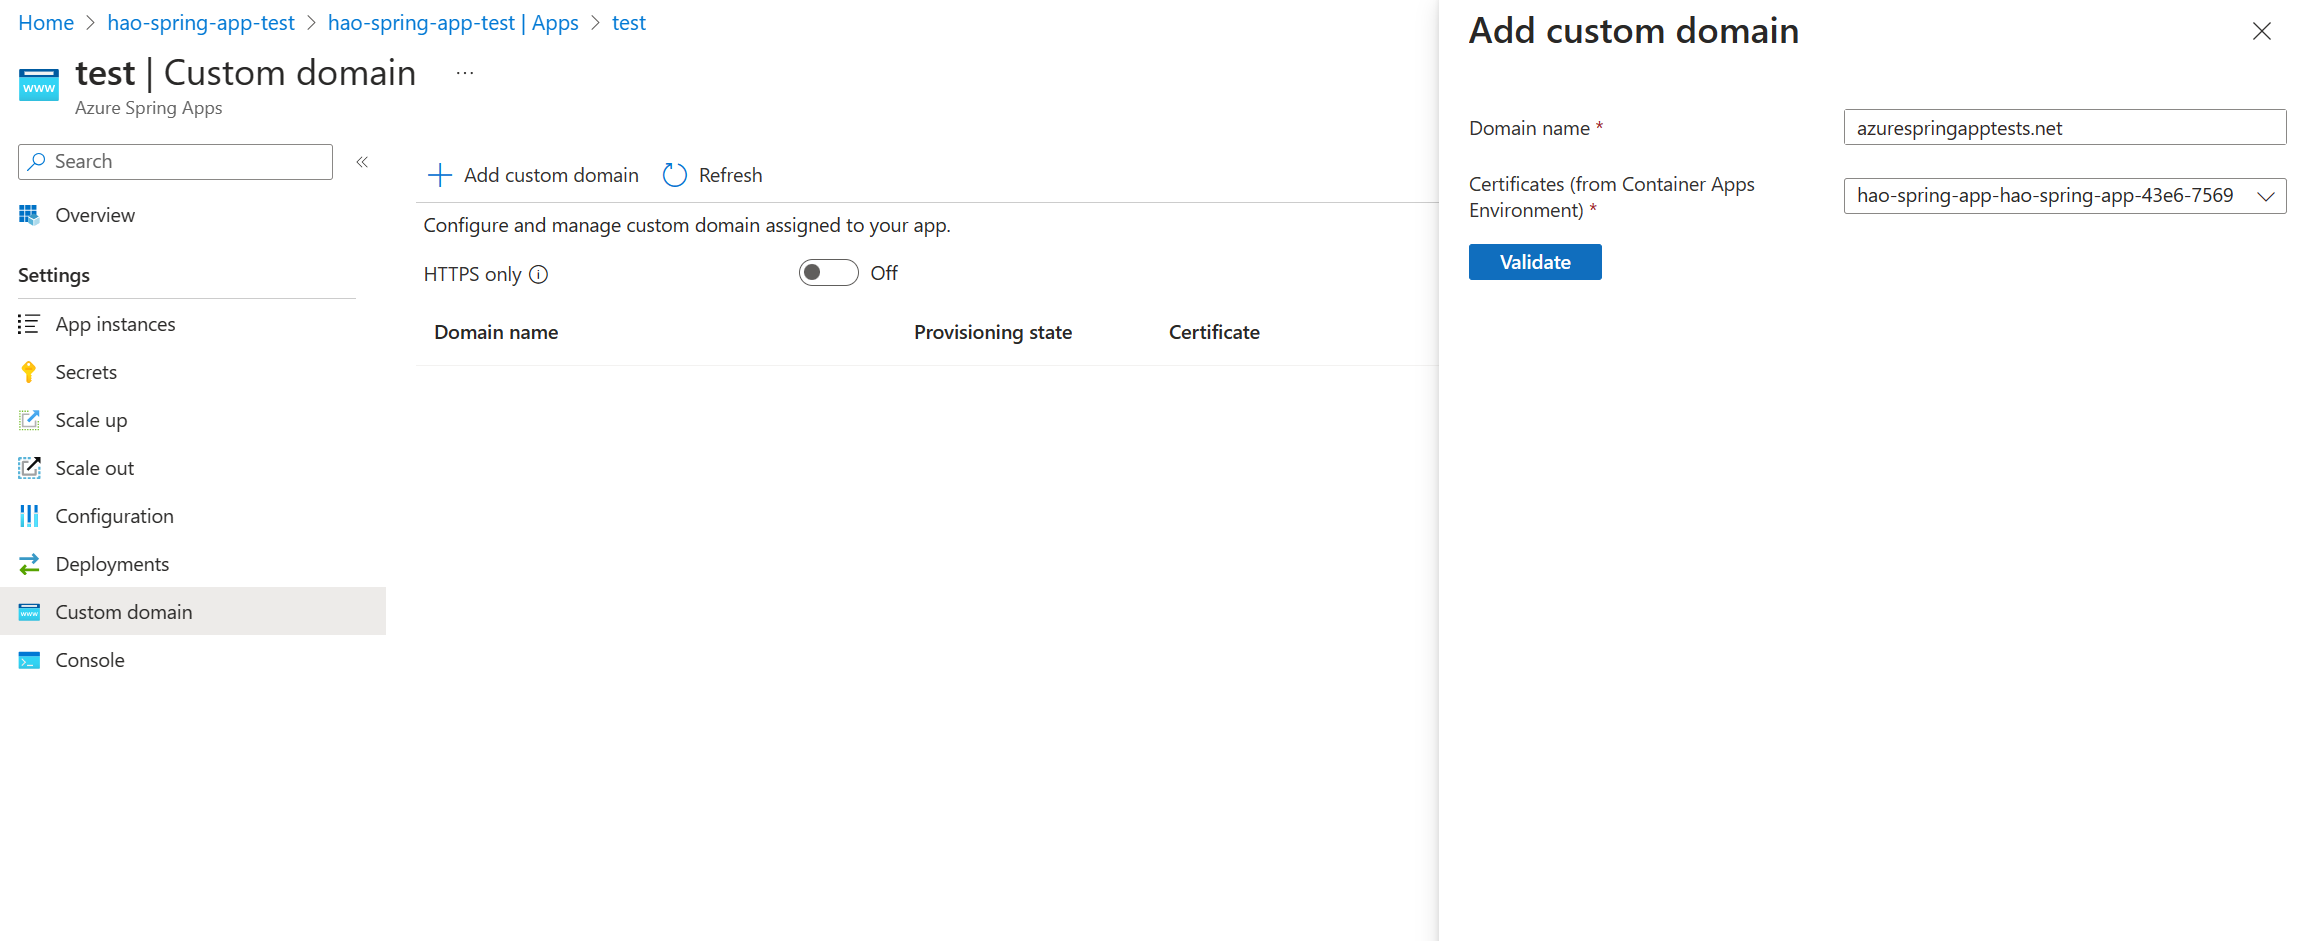 Home > hao-spring-app-test > hao-spring-app-test | Apps > test
test | Custom domain ...
Azure Spring Apps
Search «
Overview
Settings
App instances
Secrets
Scale up
Scale out
Configuration
Deployments
Custom domain
Console
Add custom domain Refresh
Configure and manage custom domain assigned to your app.
HTTPS only Off
Domain name Provisioning state Certificate
Add custom domain
Domain name * azurespringapptests.net
Certificates (from Container Apps
Environment) * hao-spring-app-hao-spring-app-43e6-7569
Validate